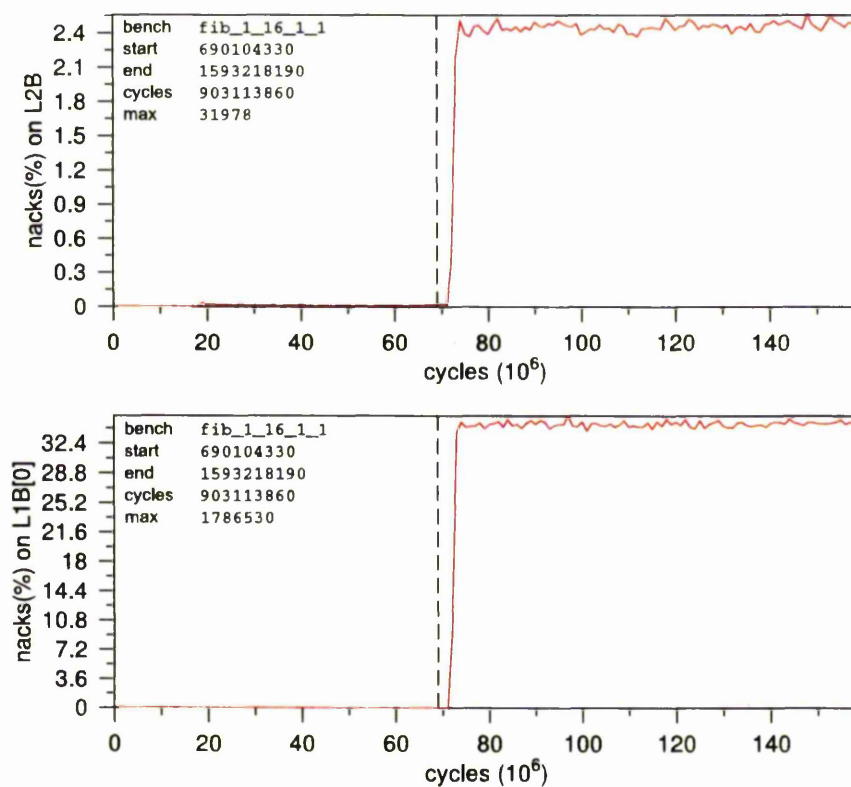 bench fib_1_16_1_1
start 690104330
end 1593218190
cycles 903113860
max 31978
nacks(%) on L2B
2.4
2.1
1.8
1.5
1.2
0.9
0.6
0.3
0
0 20 40 60 80 100 120 140
cycles (10^6)
bench fib_1_16_1_1
start 690104330
end 1593218190
cycles 903113860
max 1786530
nacks(%) on L1B[0]
32.4
28.8
25.2
21.6
18
14.4
10.8
7.2
3.6
0
0 20 40 60 80 100 120 140
cycles (10^6)